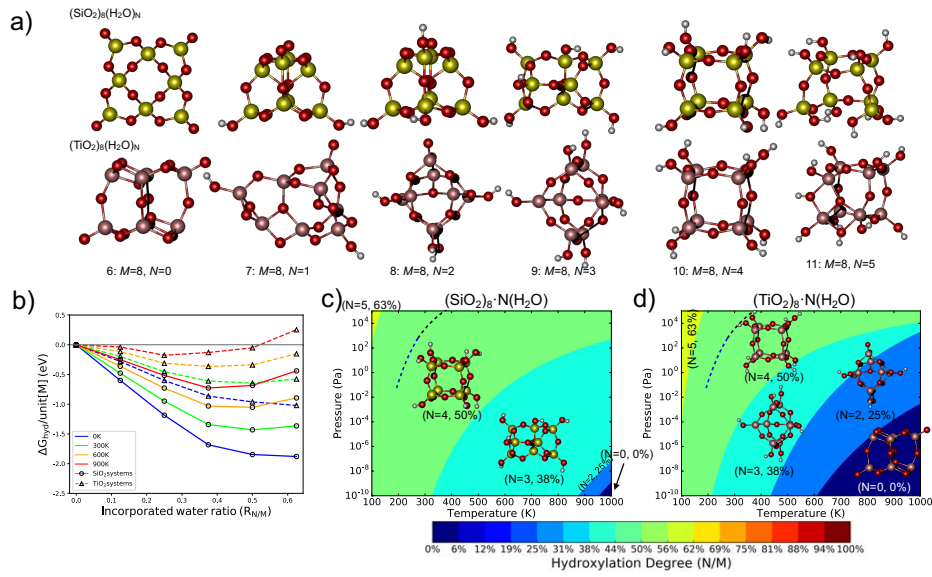 a)
(SiO2)8(H2O)N
(TiO2)8(H2O)N
6: M=8, N=0
7: M=8, N=1
8: M=8, N=2
9: M=8, N=3
10: M=8, N=4
11: M=8, N=5
b)
ΔGhyd/unit[M] (eV)
0.5
0.0
-0.5
-1.0
-1.5
-2.0
-2.5
0K
300K
600K
900K
SiO2systems
TiO2systems
0.0 0.1 0.2 0.3 0.4 0.5 0.6
Incorporated water ratio (RN/M)
c)
(N=5, 63%)
(SiO2)8·N(H2O)
Pressure (Pa)
10^4
10^2
10^0
10^-2
10^-4
10^-6
10^-8
10^-10
(N=4, 50%)
(N=3, 38%)
(N=2, 25%)
(N=0, 0%)
100 200 300 400 500 600 700 800 900 1000
Temperature (K)
d)
(TiO2)8·N(H2O)
Pressure (Pa)
10^4
10^2
10^0
10^-2
10^-4
10^-6
10^-8
10^-10
(N=5, 63%)
(N=4, 50%)
(N=2, 25%)
(N=3, 38%)
(N=0, 0%)
100 200 300 400 500 600 700 800 900 1000
Temperature (K)
0% 6% 12% 19% 25% 31% 38% 44% 50% 56% 60% 69% 75% 81% 88% 94% 100%
Hydroxylation Degree (N/M)